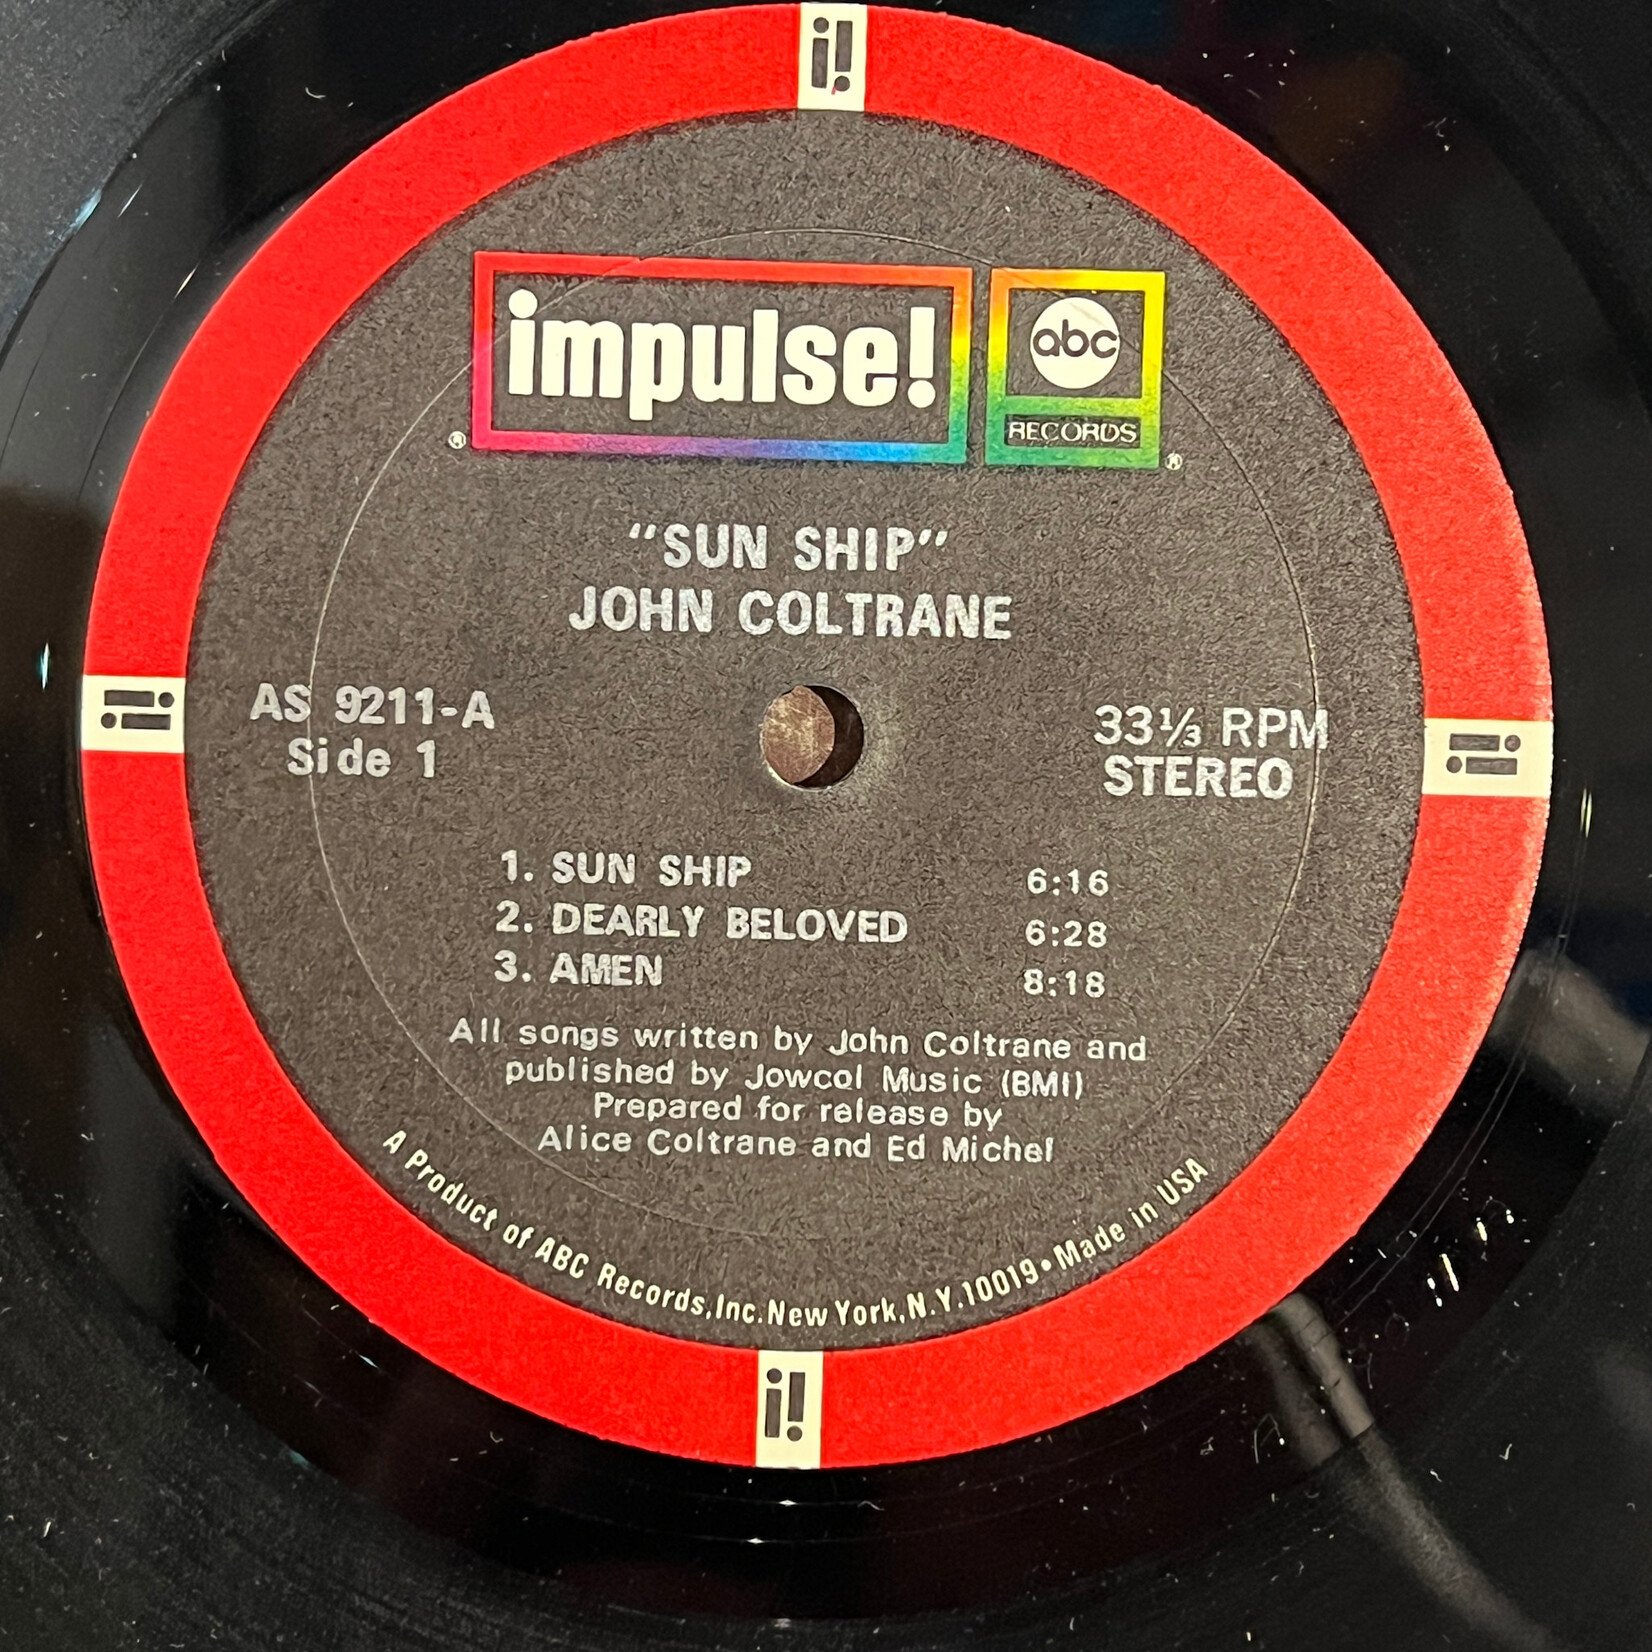 i!
impulse!
abc
RECORDS
® ®
"SUN SHIP"
JOHN COLTRANE
AS 9211-A
Side 1
33⅓ RPM
STEREO
i!
i!
1. SUN SHIP 6:16
2. DEARLY BELOVED 6:28
3. AMEN 8:18
All songs written by John Coltrane and
published by Jowcol Music (BMI)
Prepared for release by
Alice Coltrane and Ed Michel
A Product of ABC Records, Inc. New York, N.Y. 10019 • Made in USA
i!